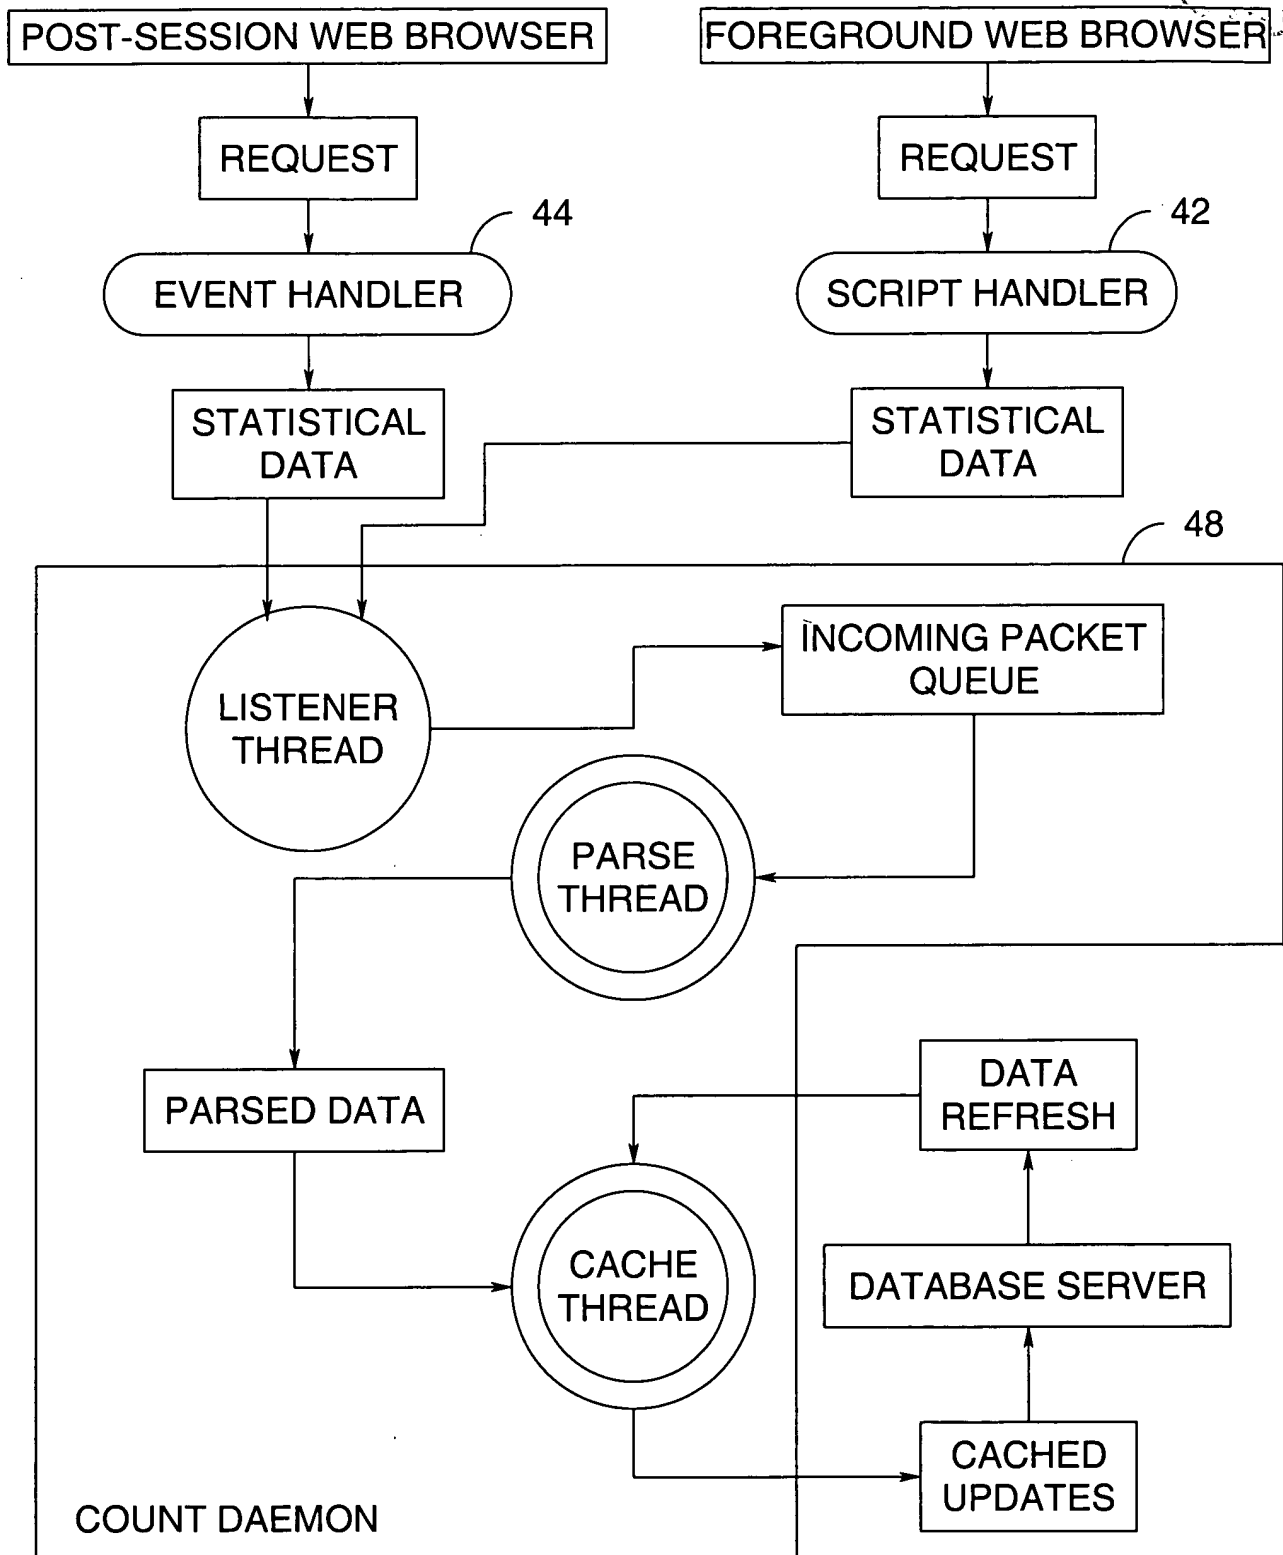 POST-SESSION WEB BROWSER
FOREGROUND WEB BROWSER
REQUEST
REQUEST
44
42
EVENT HANDLER
SCRIPT HANDLER
STATISTICAL
DATA
STATISTICAL
DATA
48
INCOMING PACKET
QUEUE
LISTENER
THREAD
PARSE
THREAD
DATA
REFRESH
PARSED DATA
CACHE
THREAD
DATABASE SERVER
CACHED
UPDATES
COUNT DAEMON